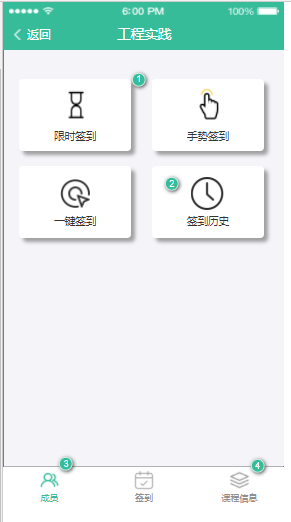 6:00 PM 100%
返回 工程实践
1
限时签到 手势签到
2
一键签到 签到历史
3 4
成员 签到 课程信息